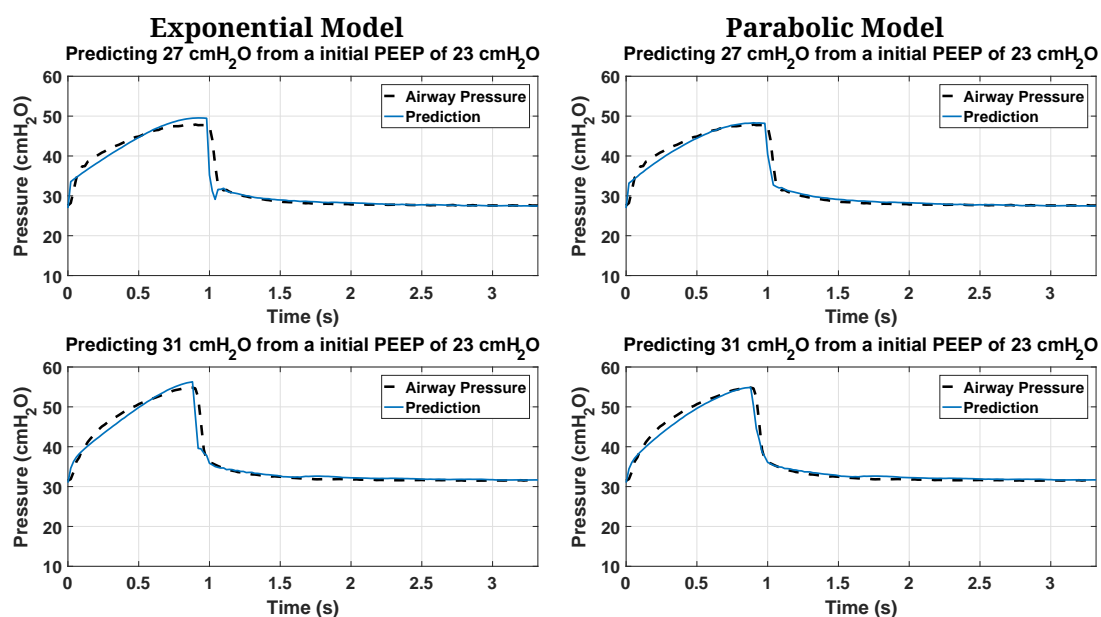 Exponential Model
Predicting 27 cmH2O from a initial PEEP of 23 cmH2O
Pressure (cmH2O)
60
50
40
30
20
10
Airway Pressure
Prediction
0 0.5 1 1.5 2 2.5 3
Time (s)
Parabolic Model
Predicting 27 cmH2O from a initial PEEP of 23 cmH2O
Pressure (cmH2O)
60
50
40
30
20
10
Airway Pressure
Prediction
0 0.5 1 1.5 2 2.5 3
Time (s)
Predicting 31 cmH2O from a initial PEEP of 23 cmH2O
Pressure (cmH2O)
60
50
40
30
20
10
Airway Pressure
Prediction
0 0.5 1 1.5 2 2.5 3
Time (s)
Predicting 31 cmH2O from a initial PEEP of 23 cmH2O
Pressure (cmH2O)
60
50
40
30
20
10
Airway Pressure
Prediction
0 0.5 1 1.5 2 2.5 3
Time (s)